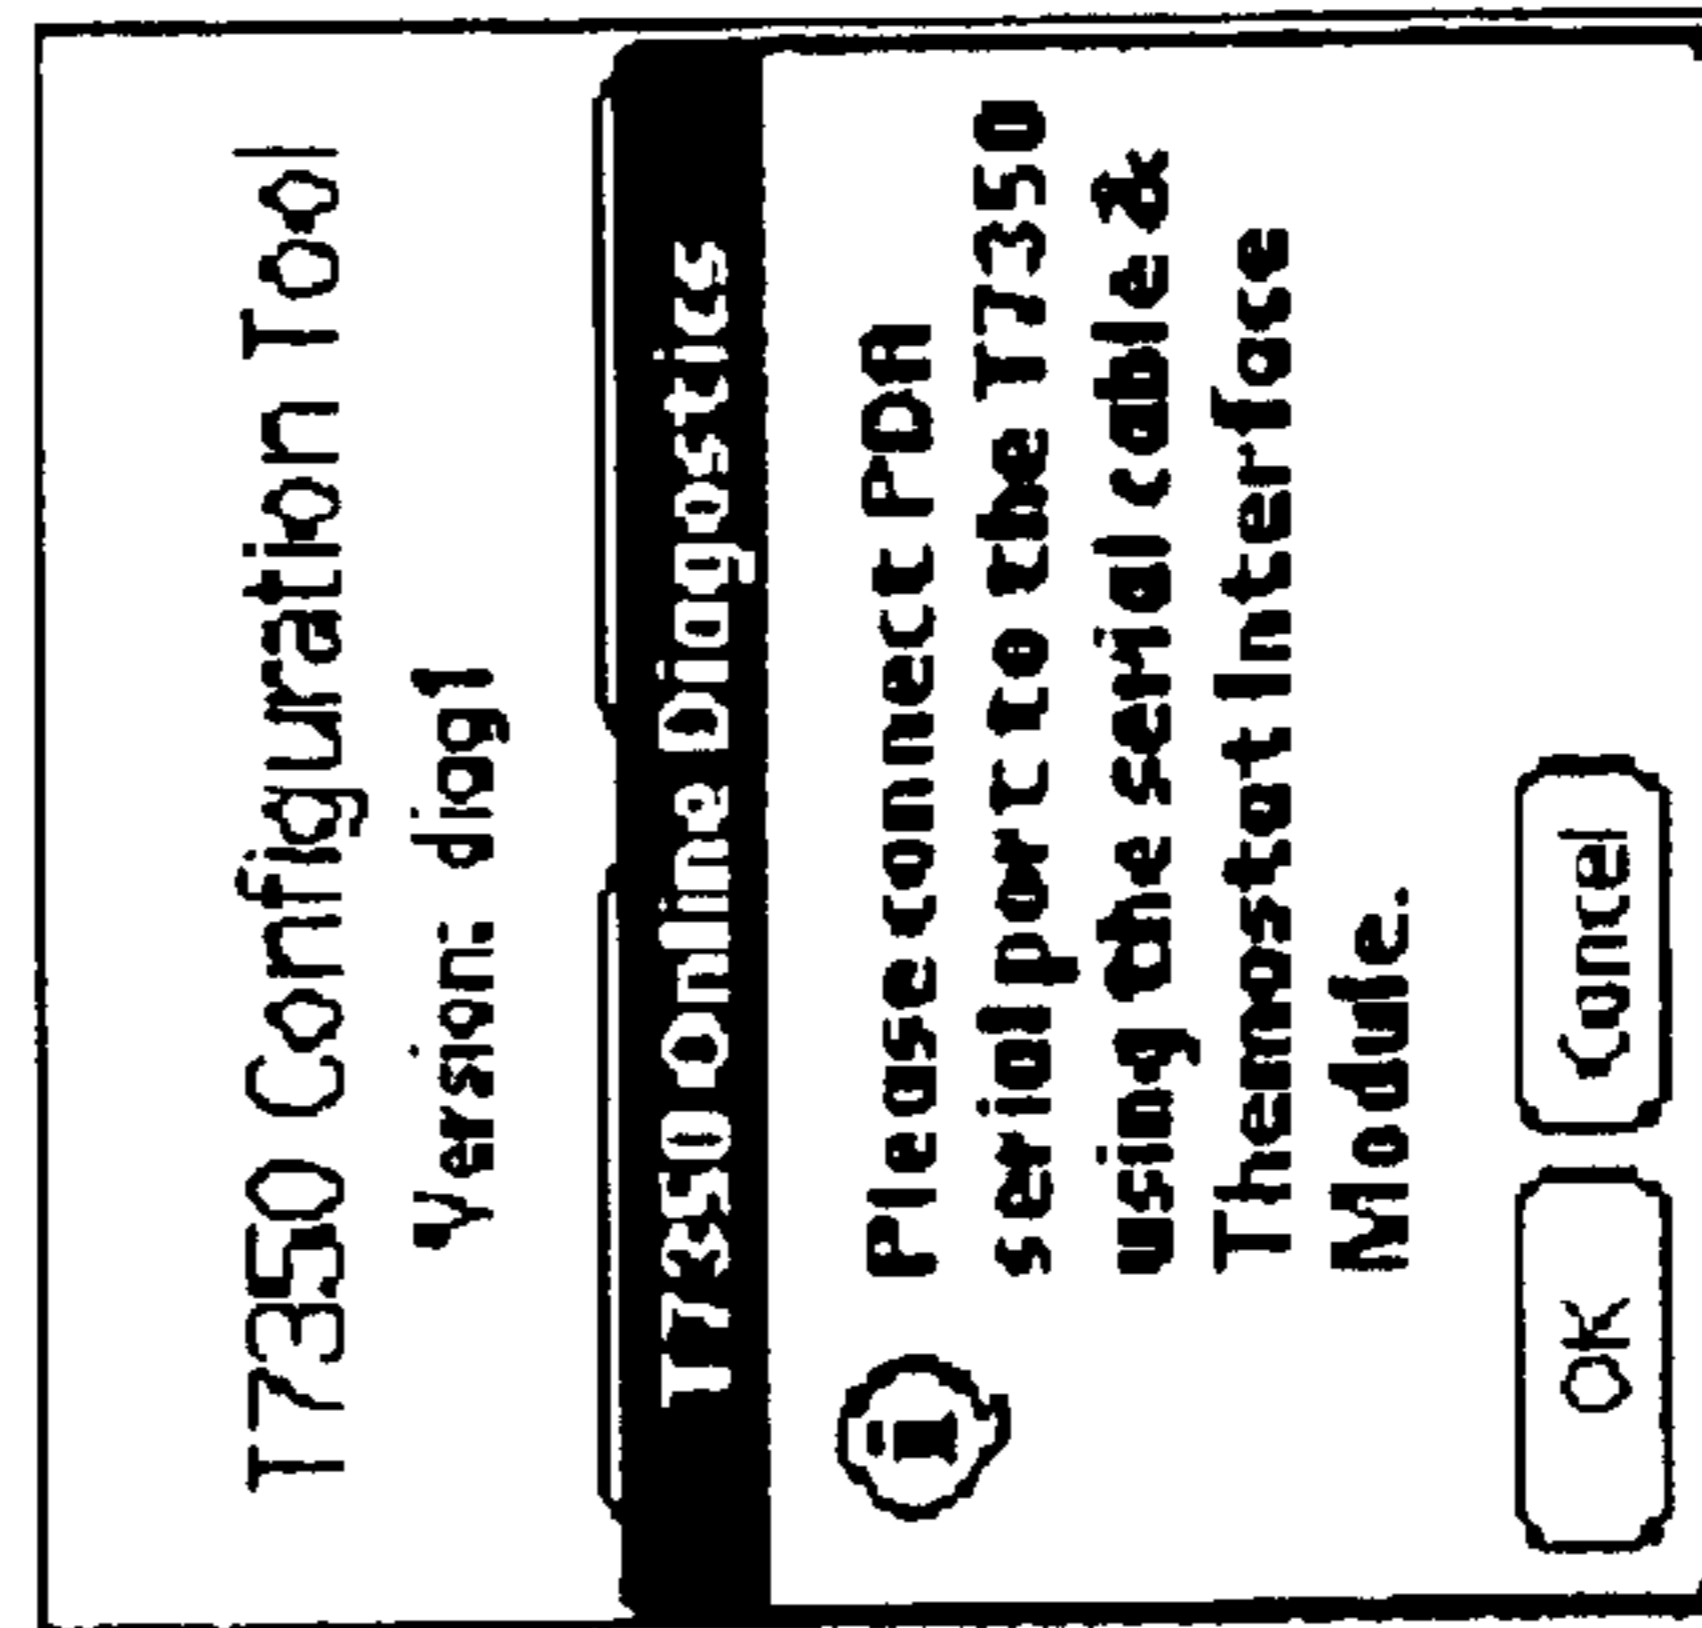 T7350 Configuration Tool
Version: diag1
T7350 Online Diagostics
Please connect PDA
serial port to the T7350
using the serial cable &
Themostat Interface
Module.
OK Cancel